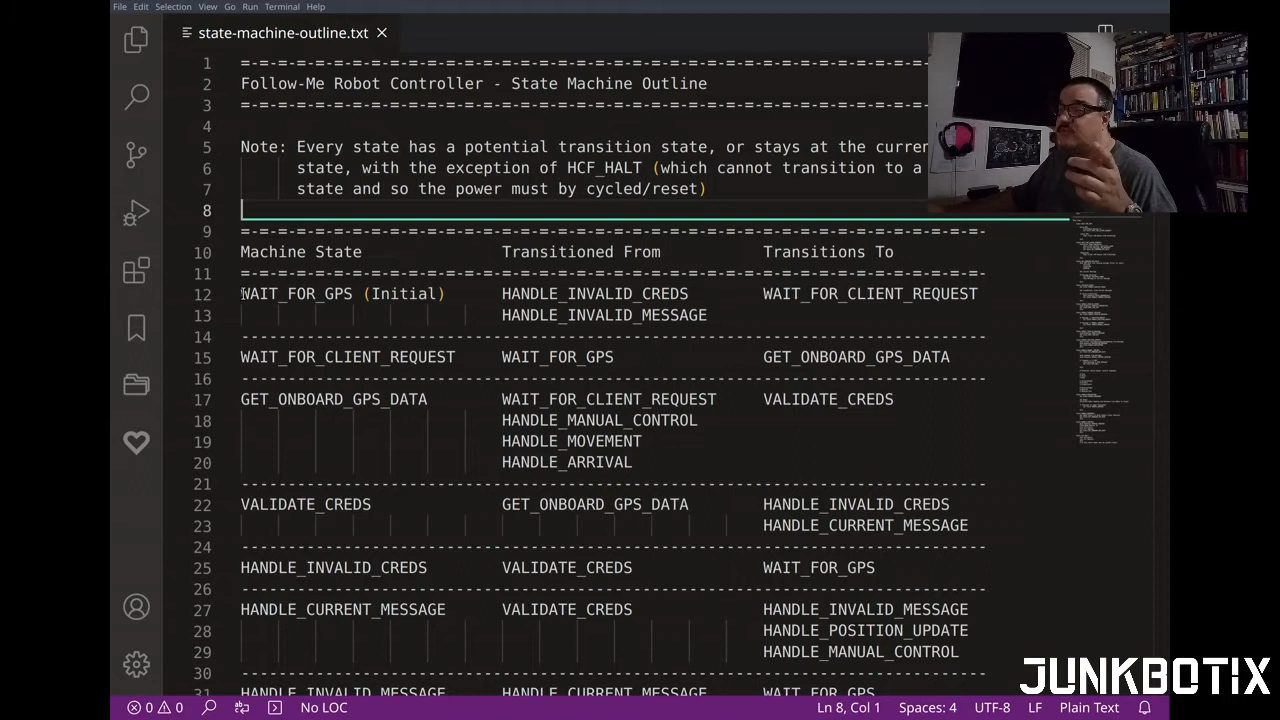 File Edit Selection View Go Run Terminal Help
state-machine-outline.txt
1 =-=-=-=-=-=-=-=-=-=-=-=-=-=-=-=-=-=-=-=-=-=-=-=-=-=-=-=-=-=-=-=-=-=-=-=-=-
2 Follow-Me Robot Controller - State Machine Outline
3 =-=-=-=-=-=-=-=-=-=-=-=-=-=-=-=-=-=-=-=-=-=-=-=-=-=-=-=-=-=-=-=-=-=-=-=-=-
4
5 Note: Every state has a potential transition state, or stays at the curren
6 state, with the exception of HCF_HALT (which cannot transition to a
7 state and so the power must by cycled/reset)
8
9 =-=-=-=-=-=-=-=-=-=-=-=-=-=-=-=-=-=-=-=-=-=-=-=-=-=-=-=-=-=-=-=-=-=-=-=-=-=-=-=-
10 Machine State Transitioned From Transitions To
11 =-=-=-=-=-=-=-=-=-=-=-=-=-=-=-=-=-=-=-=-=-=-=-=-=-=-=-=-=-=-=-=-=-=-=-=-=-=-=-=-
12 WAIT_FOR_GPS (Initial) HANDLE_INVALID_CREDS WAIT_FOR_CLIENT_REQUEST
13 HANDLE_INVALID_MESSAGE
14 --------------------------------------------------------------------------------
15 WAIT_FOR_CLIENT_REQUEST WAIT_FOR_GPS GET_ONBOARD_GPS_DATA
16 --------------------------------------------------------------------------------
17 GET_ONBOARD_GPS_DATA WAIT_FOR_CLIENT_REQUEST VALIDATE_CREDS
18 HANDLE_MANUAL_CONTROL
19 HANDLE_MOVEMENT
20 HANDLE_ARRIVAL
21 --------------------------------------------------------------------------------
22 VALIDATE_CREDS GET_ONBOARD_GPS_DATA HANDLE_INVALID_CREDS
23 HANDLE_CURRENT_MESSAGE
24 --------------------------------------------------------------------------------
25 HANDLE_INVALID_CREDS VALIDATE_CREDS WAIT_FOR_GPS
26 --------------------------------------------------------------------------------
27 HANDLE_CURRENT_MESSAGE VALIDATE_CREDS HANDLE_INVALID_MESSAGE
28 HANDLE_POSITION_UPDATE
29 HANDLE_MANUAL_CONTROL
30 --------------------------------------------------------------------------------
31 HANDLE_INVALID_MESSAGE HANDLE_CURRENT_MESSAGE WAIT_FOR_GPS
JUNKBOTIX
0 0 No LOC Ln 8, Col 1 Spaces: 4 UTF-8 LF Plain Text